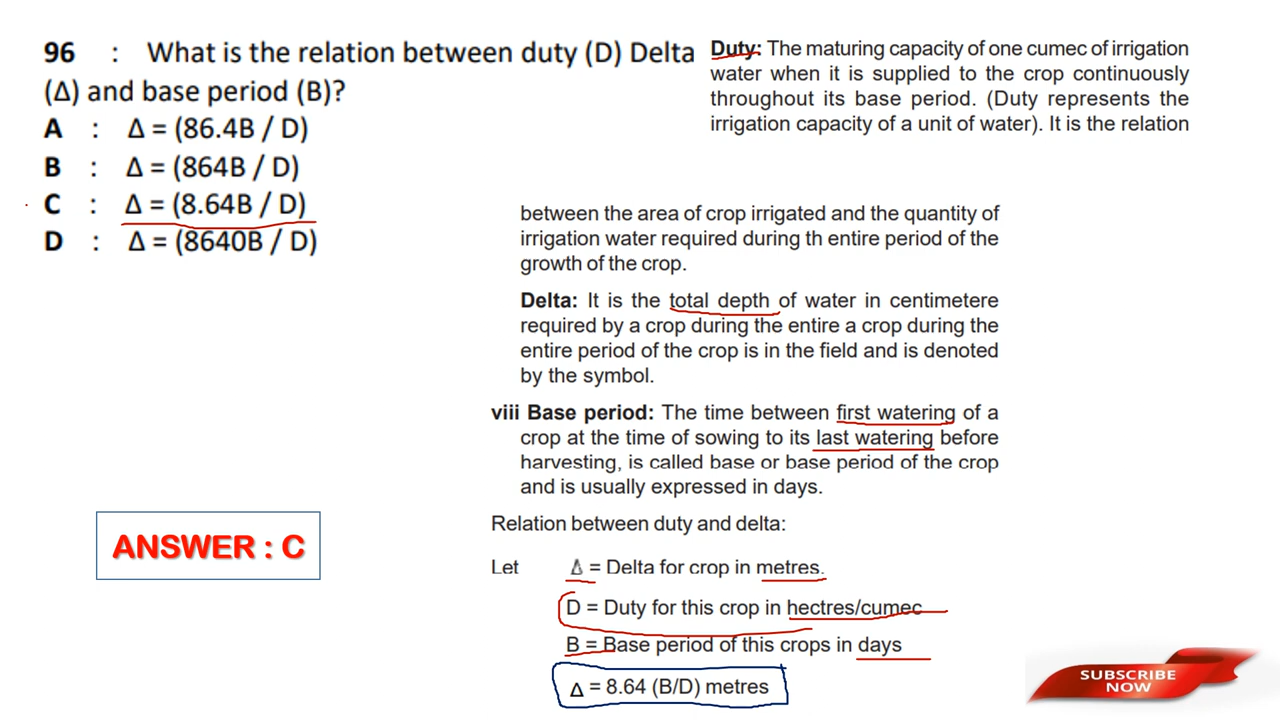 96 : What is the relation between duty (D) Delta
(Δ) and base period (B)?
A : Δ = (86.4B / D)
B : Δ = (864B / D)
C : Δ = (8.64B / D)
D : Δ = (8640B / D)
ANSWER : C
Duty: The maturing capacity of one cumec of irrigation
water when it is supplied to the crop continuously
throughout its base period. (Duty represents the
irrigation capacity of a unit of water). It is the relation
between the area of crop irrigated and the quantity of
irrigation water required during th entire period of the
growth of the crop.
Delta: It is the total depth of water in centimetere
required by a crop during the entire a crop during the
entire period of the crop is in the field and is denoted
by the symbol.
viii Base period: The time between first watering of a
crop at the time of sowing to its last watering before
harvesting, is called base or base period of the crop
and is usually expressed in days.
Relation between duty and delta:
Let Δ = Delta for crop in metres.
D = Duty for this crop in hectres/cumec
B = Base period of this crops in days
Δ = 8.64 (B/D) metres
SUBSCRIBE
NOW